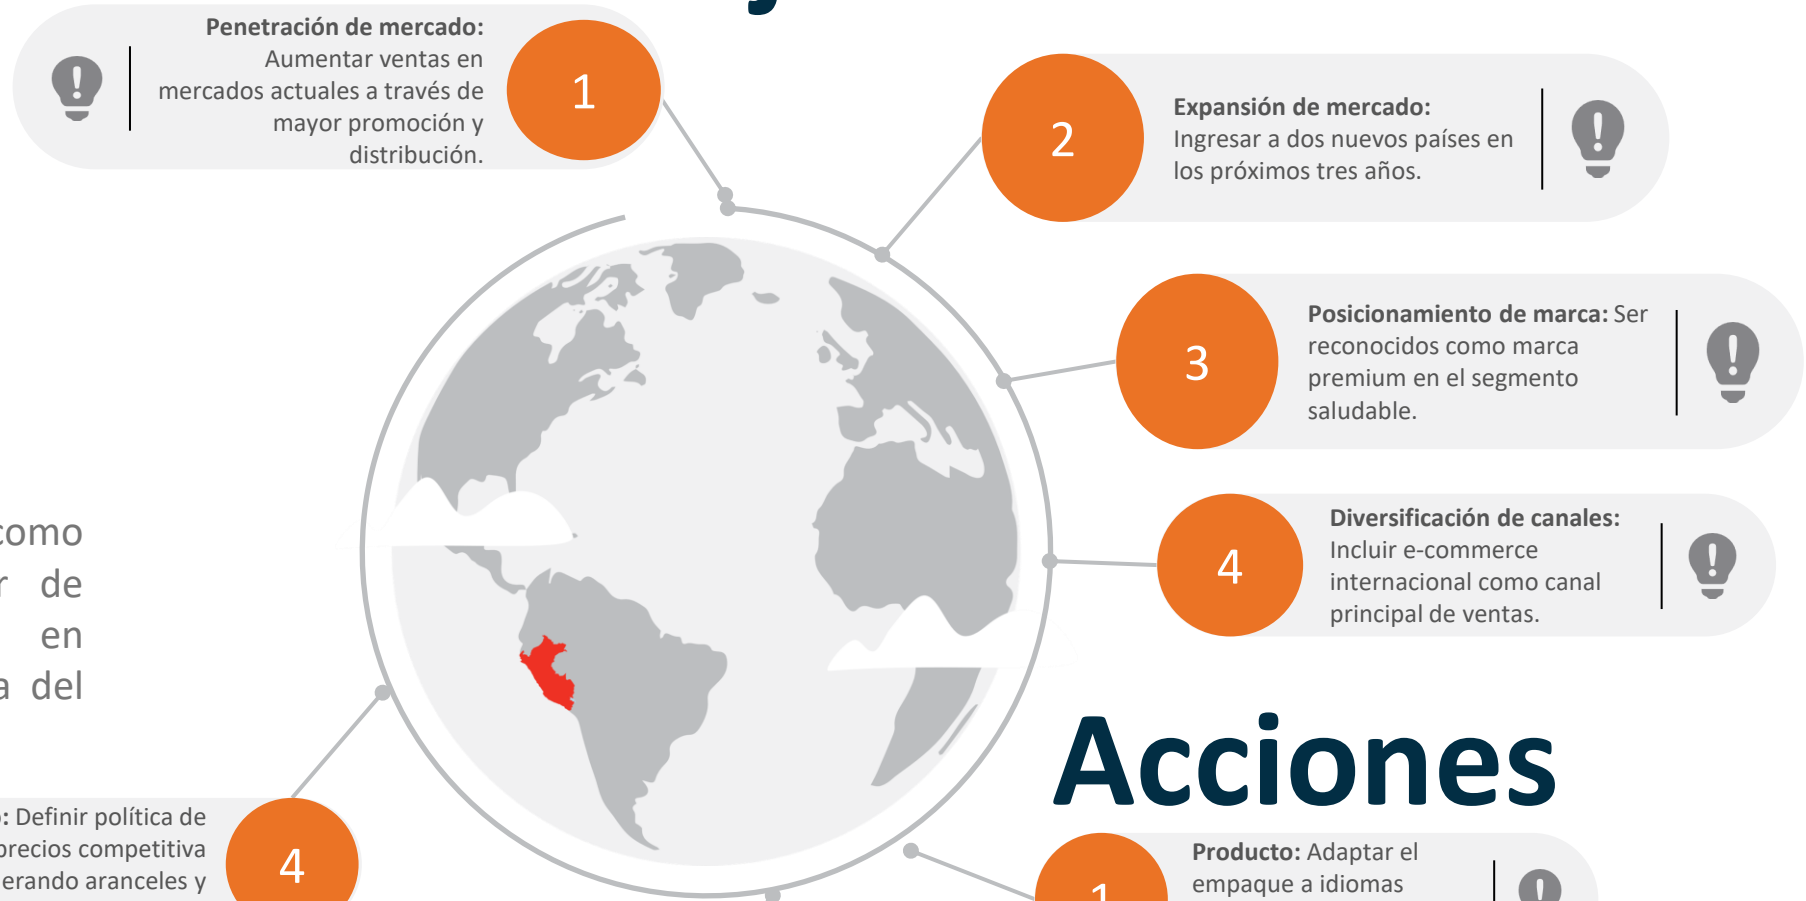 Penetración de mercado:
Aumentar ventas en
mercados actuales a través de
mayor promoción y
distribución.
1
2
Expansión de mercado:
Ingresar a dos nuevos países en
los próximos tres años.
3
Posicionamiento de marca: Ser
reconocidos como marca
premium en el segmento
saludable.
4
Diversificación de canales:
Incluir e-commerce
internacional como canal
principal de ventas.
como
de
en
del
Acciones
Definir política de
precios competitiva
aranceles y
4
1
Producto: Adaptar el
empaque a idiomas